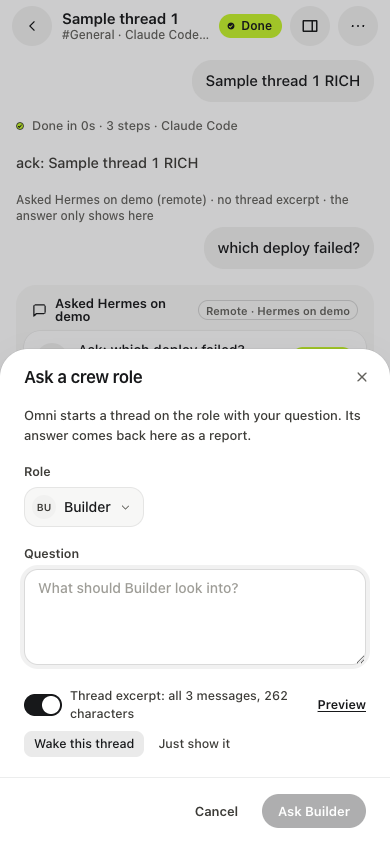 Sample thread 1
#General · Claude Code...
Done
Sample thread 1 RICH
Done in 0s · 3 steps · Claude Code
ack: Sample thread 1 RICH
Asked Hermes on demo (remote) · no thread excerpt · the
answer only shows here
which deploy failed?
Asked Hermes on
demo
Remote · Hermes on demo
Ask: which deploy failed?
Ask a crew role
Omni starts a thread on the role with your question. Its
answer comes back here as a report.
Role
BU Builder
Question
What should Builder look into?
Thread excerpt: all 3 messages, 262
characters
Preview
Wake this thread
Just show it
Cancel
Ask Builder